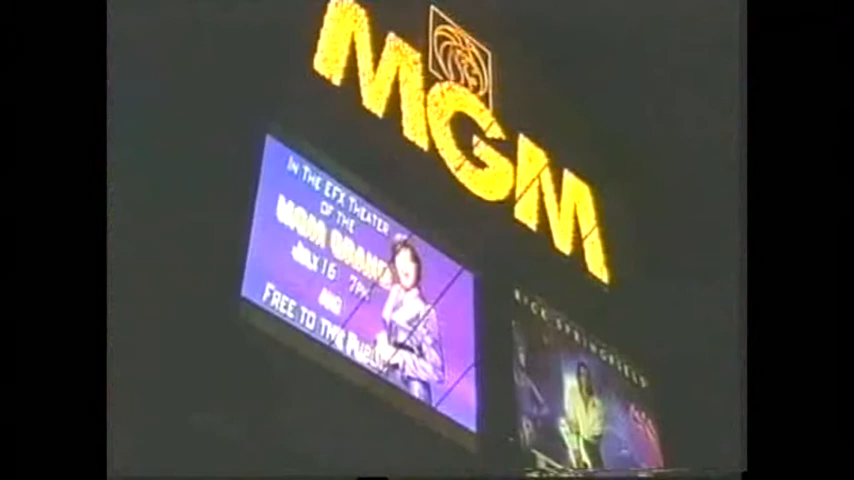 MGM
IN THE EFX THEATER
OF THE
MGM GRAND
JULY 16 7PM
AND
FREE TO THE PUBLIC
RICK SPRINGFIELD
EFX